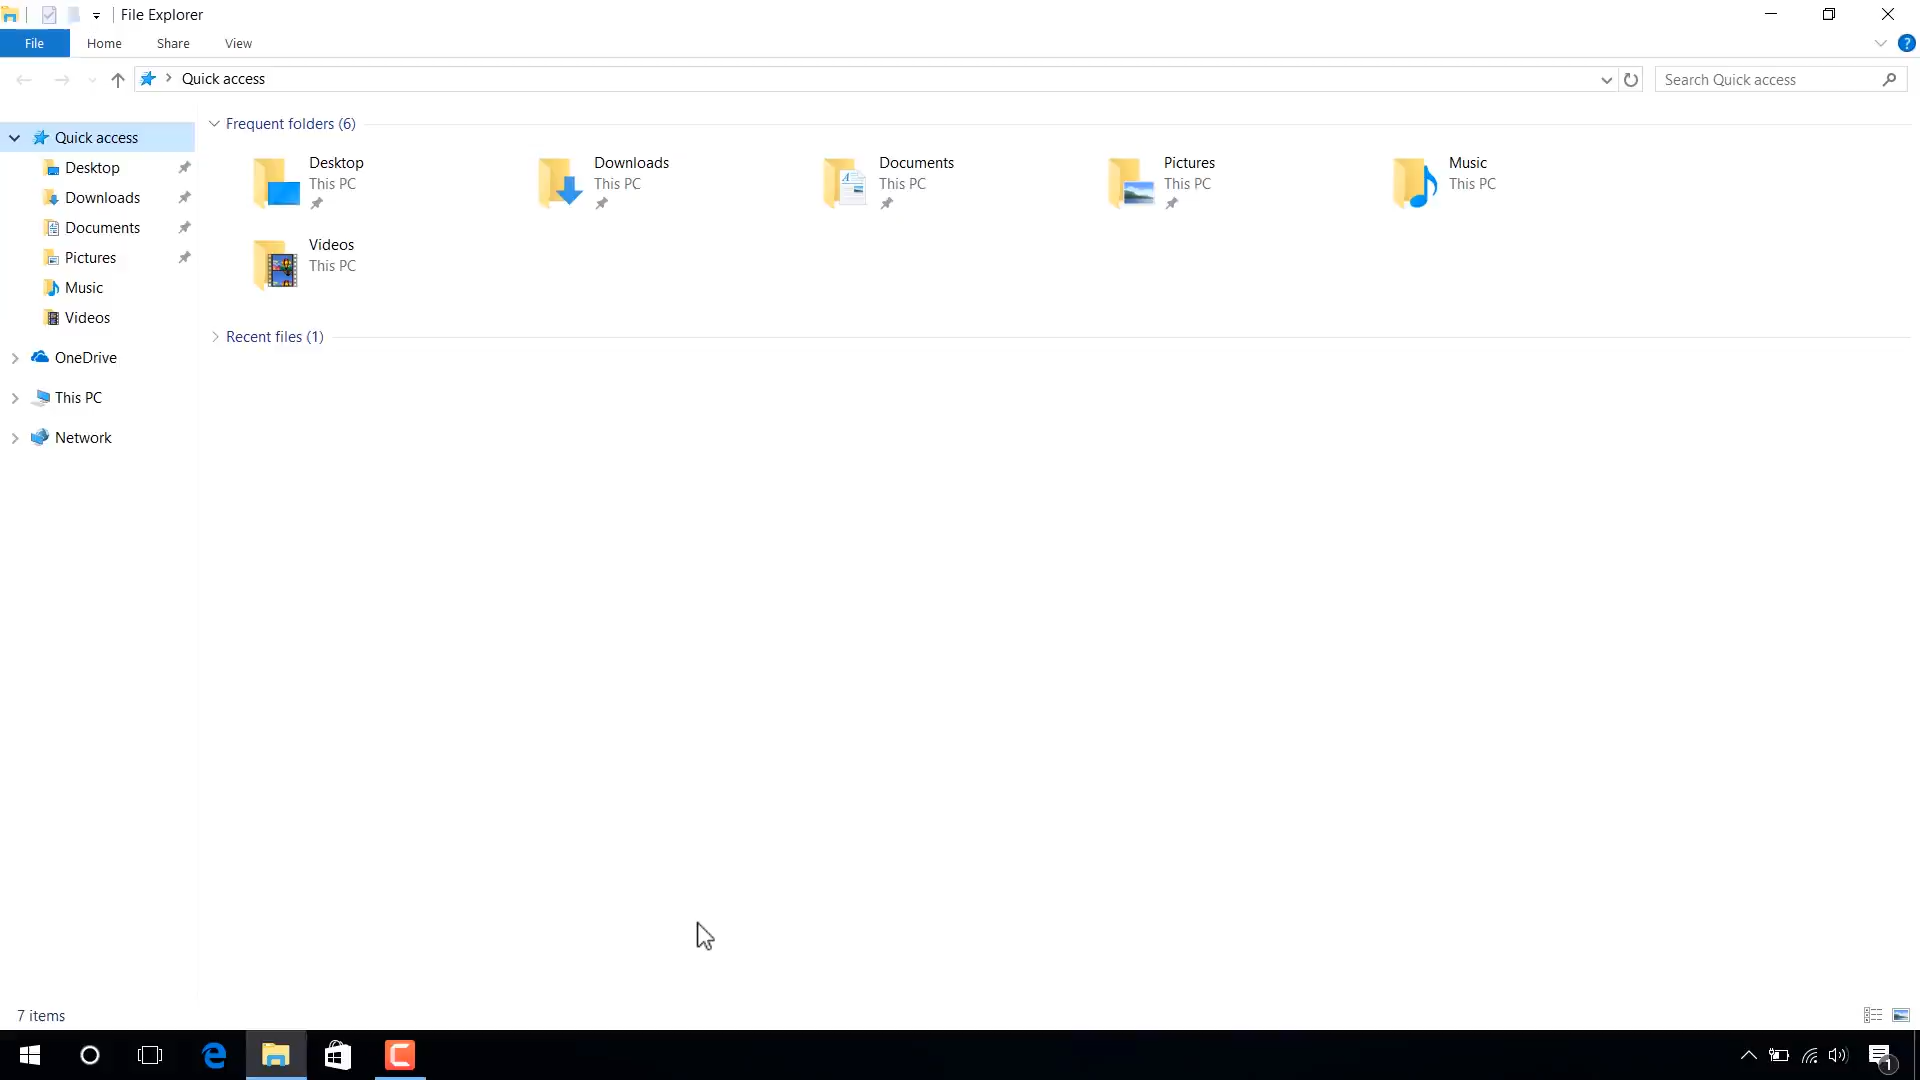 File Explorer
File Home Share View
Quick access
Search Quick access
Quick access
Desktop
Downloads
Documents
Pictures
Music
Videos
OneDrive
This PC
Network
Frequent folders (6)
Desktop
This PC
Downloads
This PC
Documents
This PC
Pictures
This PC
Music
This PC
Videos
This PC
Recent files (1)
7 items
1